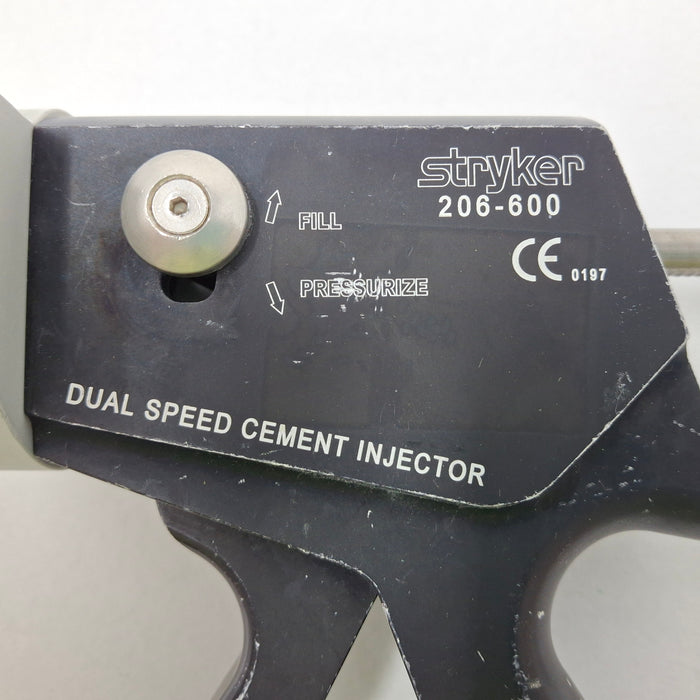 stryker
206-600
FILL
CE 0197
PRESSURIZE
DUAL SPEED CEMENT INJECTOR